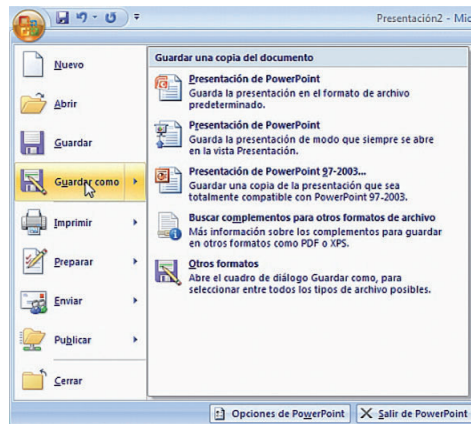 Presentación2 - Mic
Nuevo
Abrir
Guardar
Guardar como
Imprimir
Preparar
Enviar
Publicar
Cerrar
Guardar una copia del documento
Presentación de PowerPoint
Guarda la presentación en el formato de archivo
predeterminado.
Presentación de PowerPoint
Guarda la presentación de modo que siempre se abre
en la vista Presentación.
Presentación de PowerPoint 97-2003...
Guardar una copia de la presentación que sea
totalmente compatible con PowerPoint 97-2003.
Buscar complementos para otros formatos de archivo
Más información sobre los complementos para guardar
en otros formatos como PDF o XPS.
Otros formatos
Abre el cuadro de diálogo Guardar como, para
seleccionar entre todos los tipos de archivo posibles.
Opciones de PowerPoint
Salir de PowerPoint